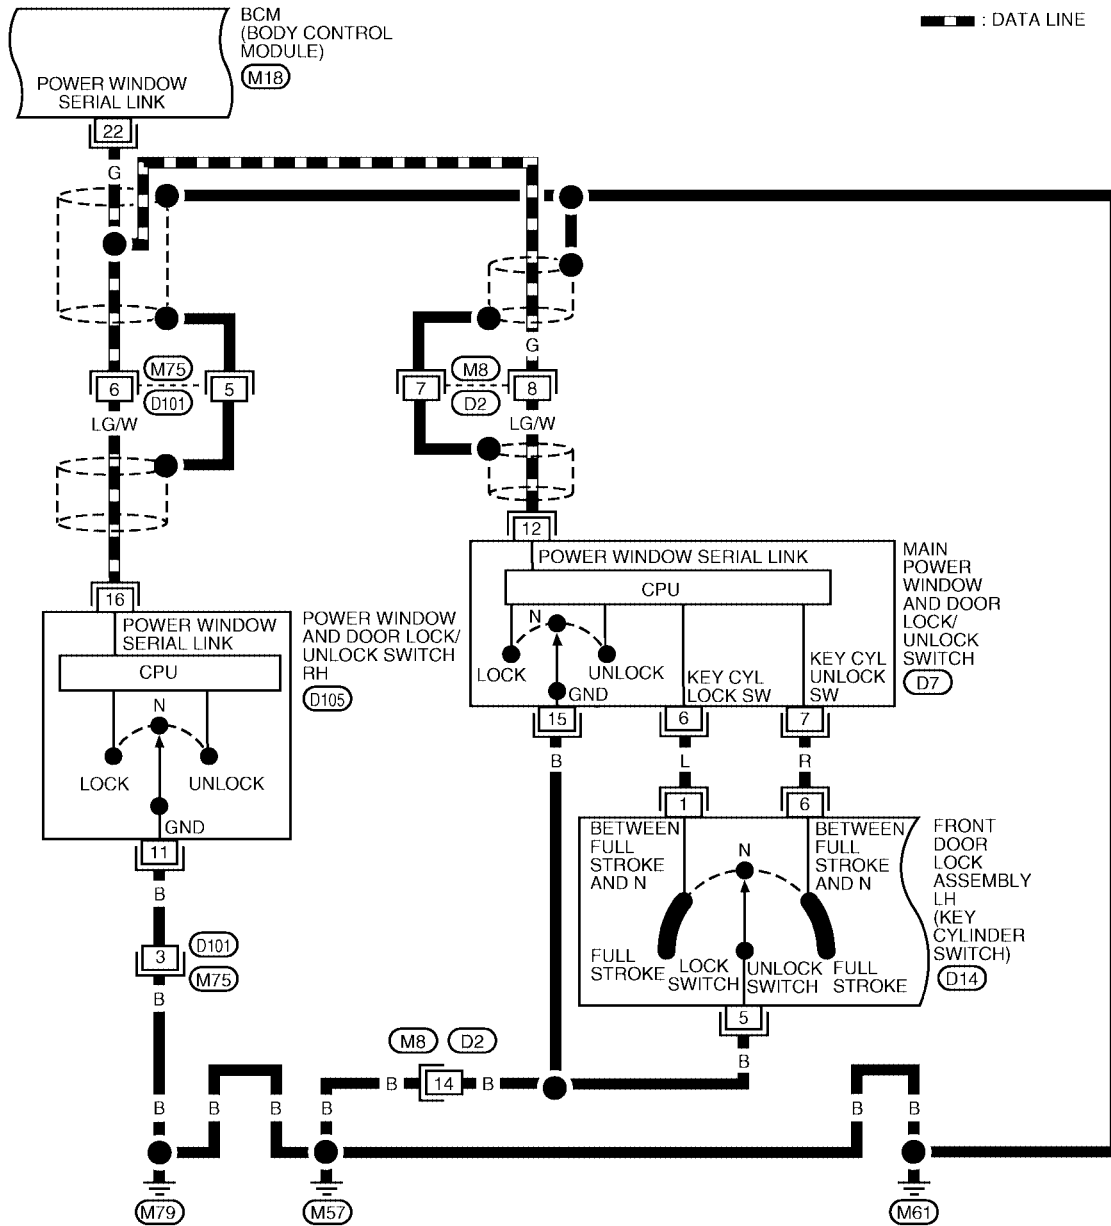 BCM
(BODY CONTROL
MODULE)
M18
: DATA LINE
POWER WINDOW
SERIAL LINK
22
G
G
6
M75
D101
5
7
M8
D2
8
LG/W
LG/W
12
POWER WINDOW SERIAL LINK
CPU
N
LOCK
UNLOCK
GND
KEY CYL
LOCK SW
KEY CYL
UNLOCK
SW
MAIN
POWER
WINDOW
AND DOOR
LOCK/
UNLOCK
SWITCH
D7
16
POWER WINDOW
SERIAL LINK
CPU
N
LOCK
UNLOCK
GND
POWER WINDOW
AND DOOR LOCK/
UNLOCK SWITCH
RH
D105
15
6
7
B
L
R
1
6
BETWEEN
FULL
STROKE
AND N
N
BETWEEN
FULL
STROKE
AND N
FULL
STROKE
LOCK
SWITCH
UNLOCK
SWITCH
FULL
STROKE
FRONT
DOOR
LOCK
ASSEMBLY
LH
(KEY
CYLINDER
SWITCH)
D14
11
B
3
D101
M75
B
5
B
M8
D2
B
14
B
B
B
B
B
B
B
M79
M57
M61